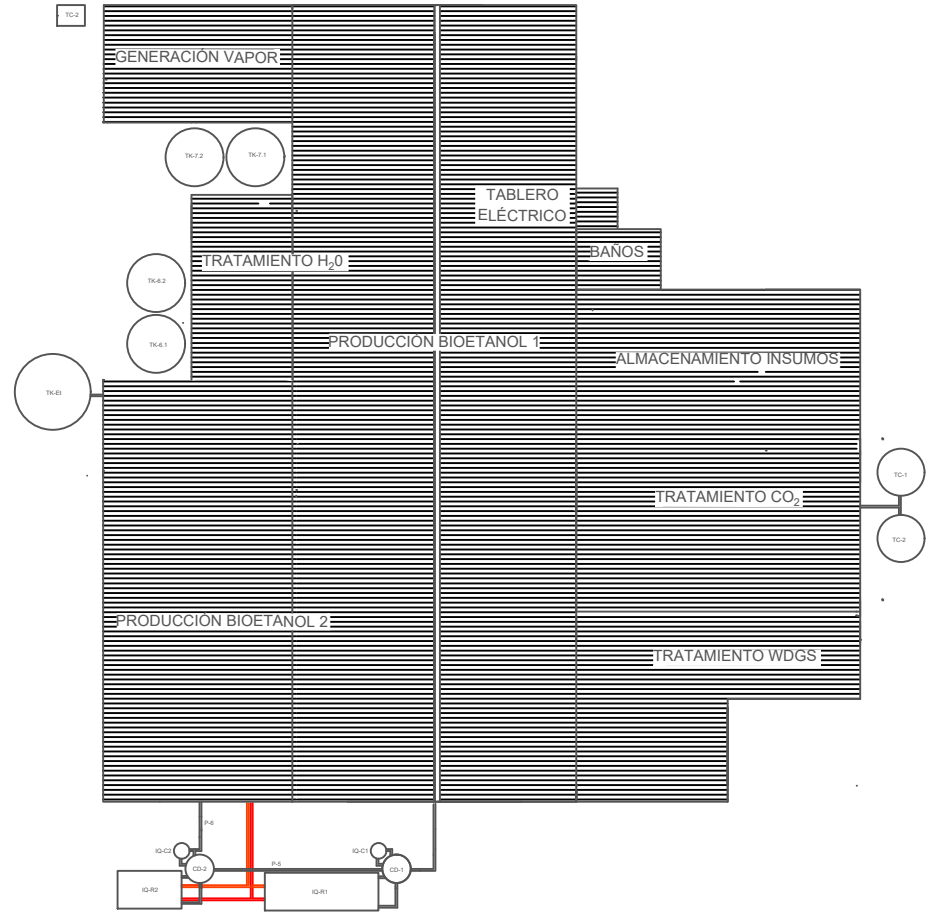 TC-2
GENERACIÓN VAPOR
TK-7.2
TK-7.1
TABLERO
ELÉCTRICO
BAÑOS
TRATAMIENTO H₂0
TK-6.2
TK-6.1
PRODUCCIÓN BIOETANOL 1
ALMACENAMIENTO INSUMOS
TK-Et
TC-1
TRATAMIENTO CO₂
TC-2
PRODUCCIÓN BIOETANOL 2
TRATAMIENTO WDGS
P-6
IQ-C2
IQ-C1
CD-2
P-5
CD-1
IQ-R2
IQ-R1